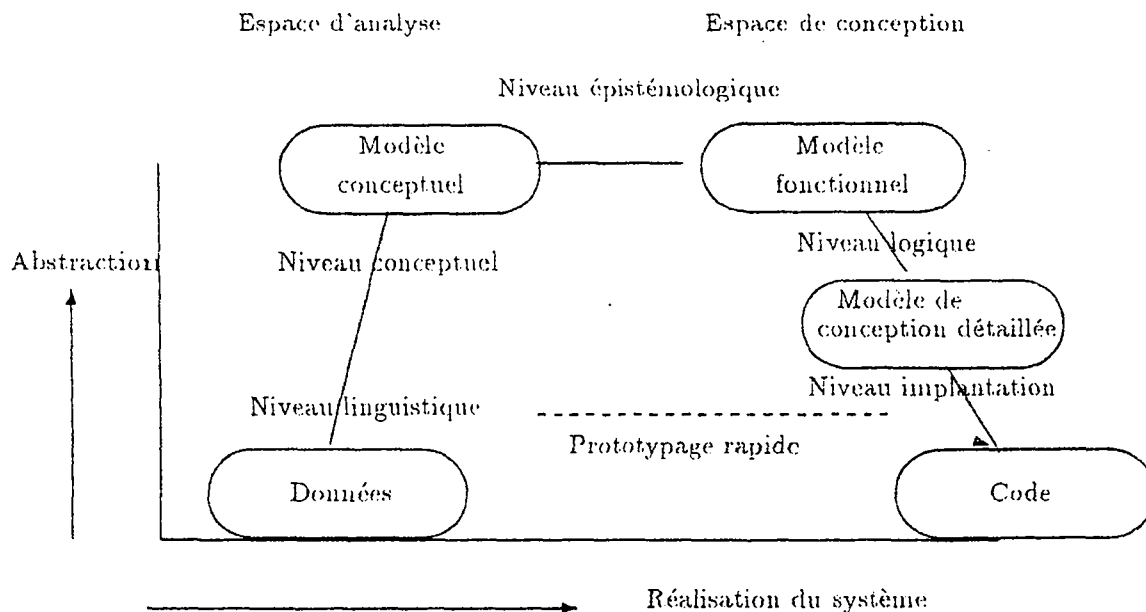 Espace d'analyse
Espace de conception
Niveau épistémologique
Modèle
conceptuel
Modèle
fonctionnel
Abstraction
Niveau conceptuel
Niveau logique
Modèle de
conception détaillée
Niveau linguistique
Niveau implantation
Prototypage rapide
Données
Code
Réalisation du système